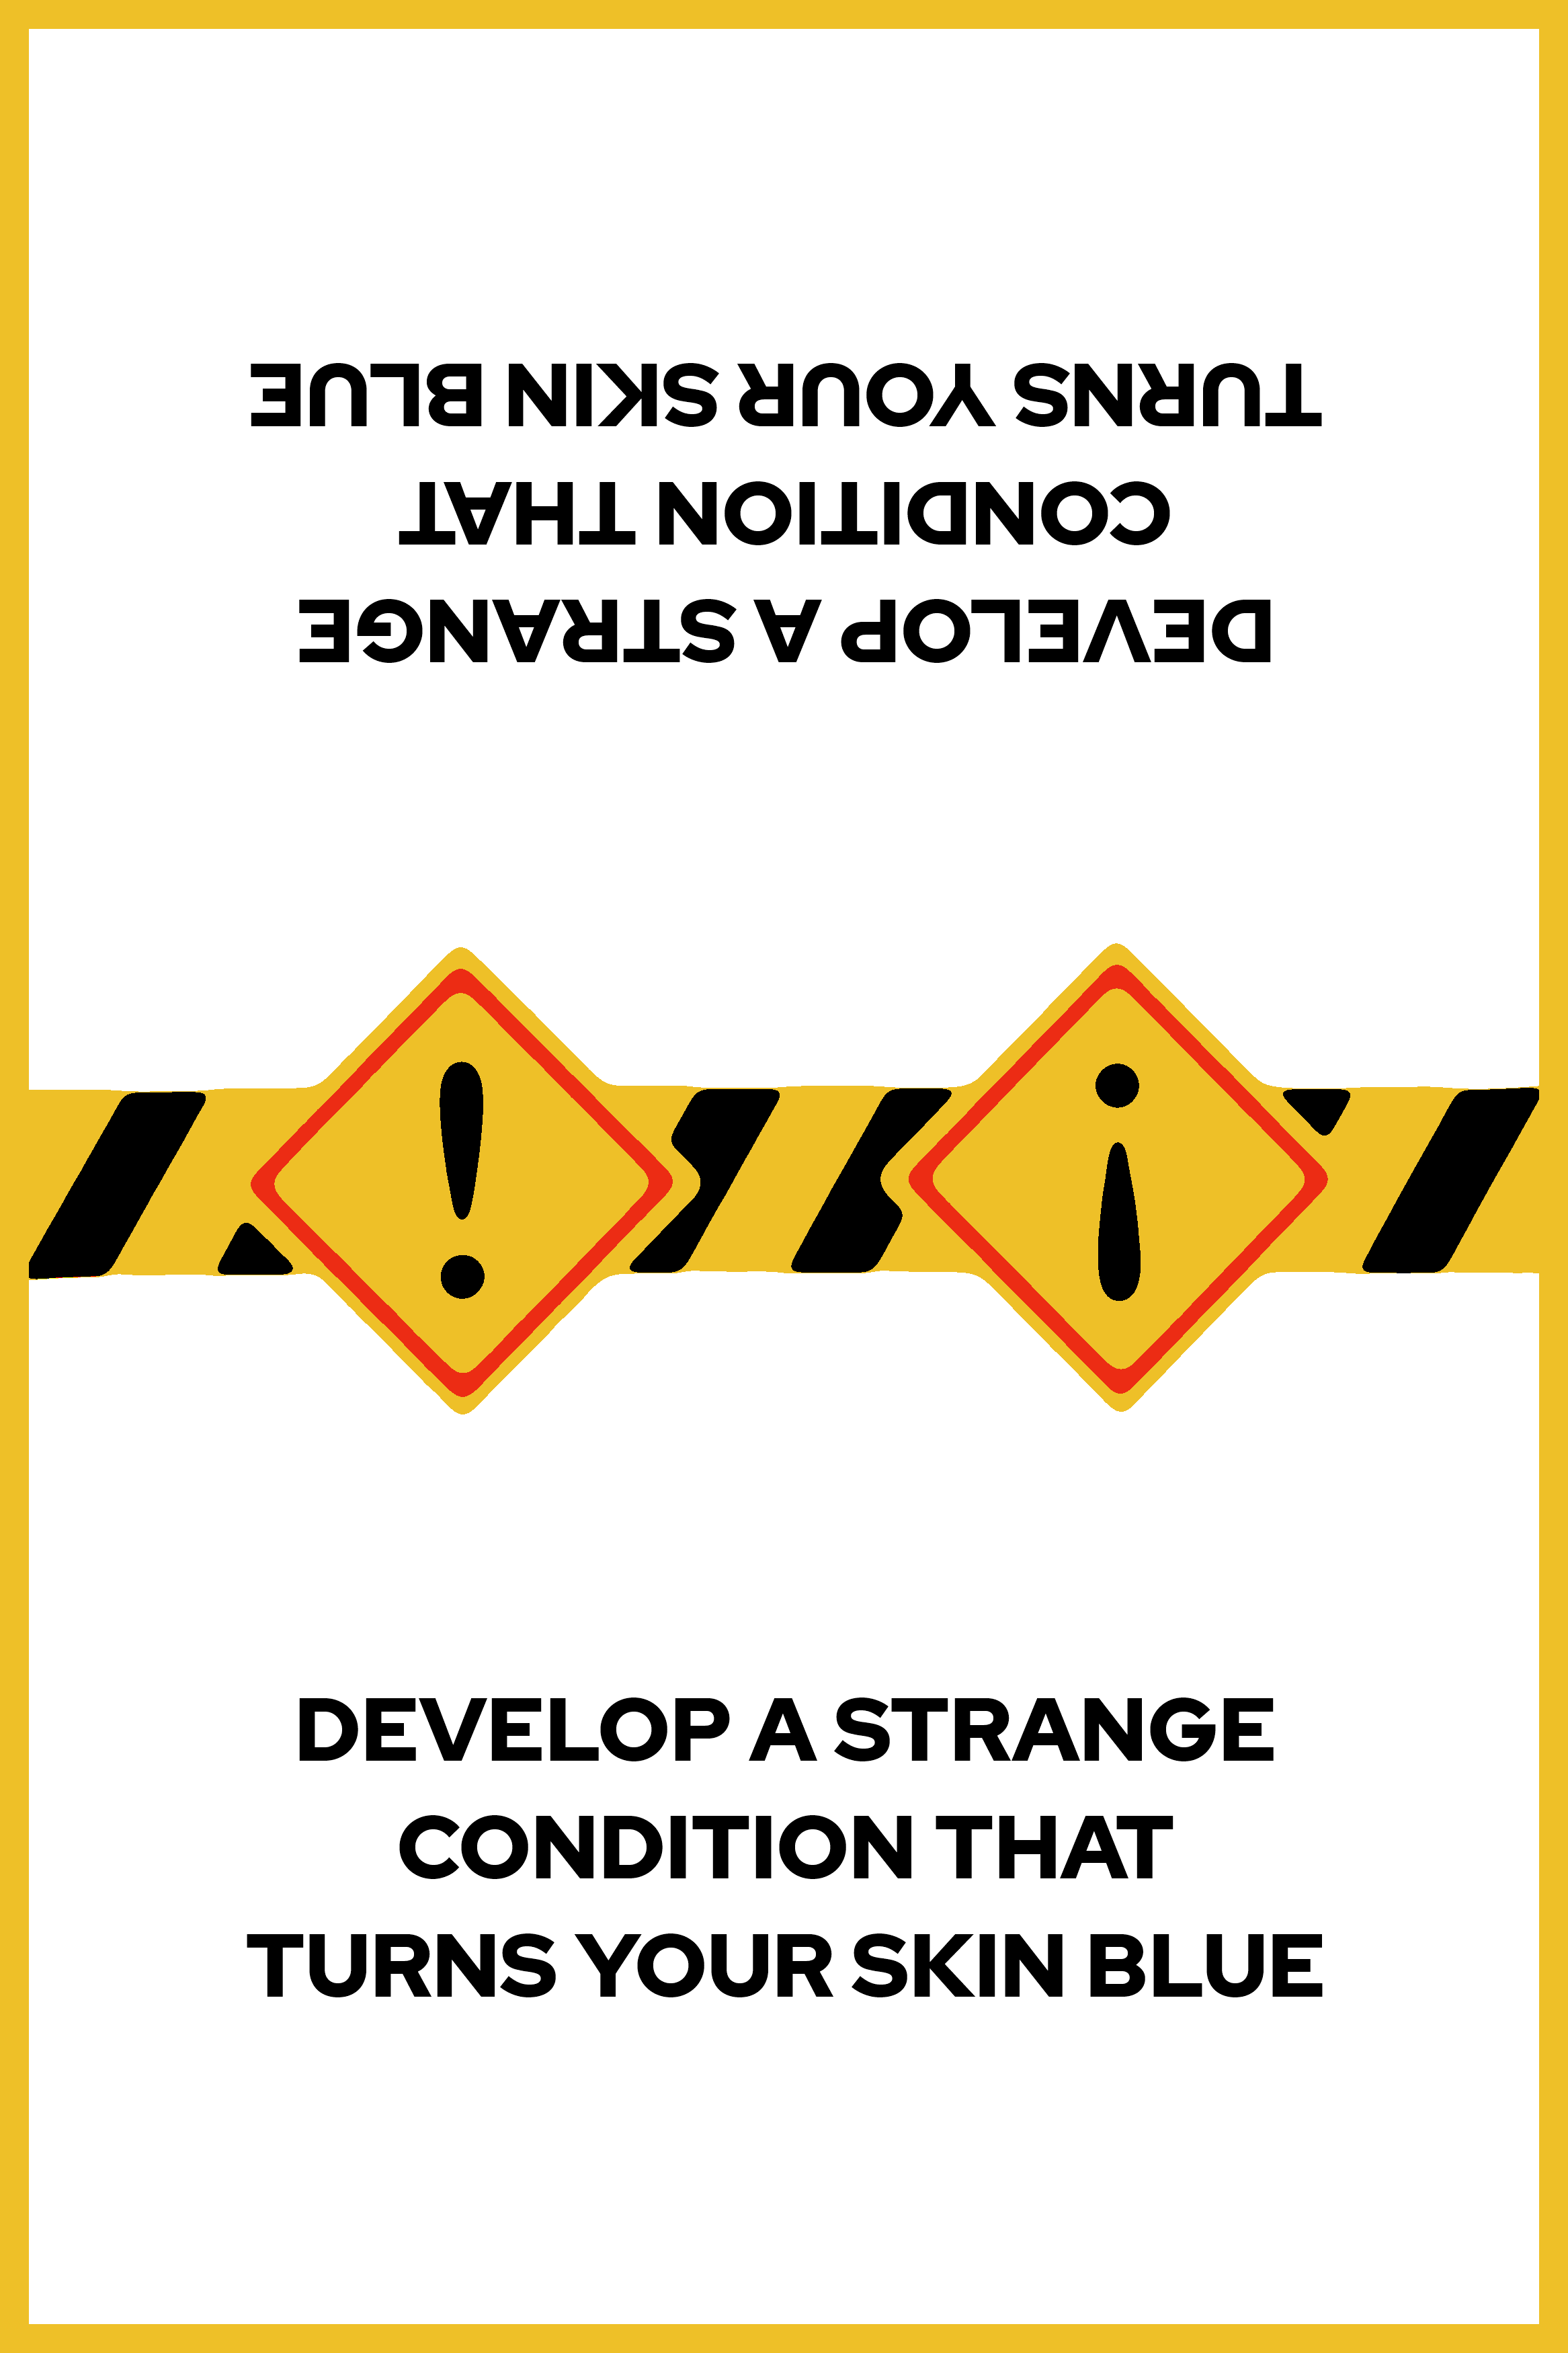 DEVELOP A STRANGE
CONDITION THAT
TURNS YOUR SKIN BLUE
!
¡
DEVELOP A STRANGE
CONDITION THAT
TURNS YOUR SKIN BLUE